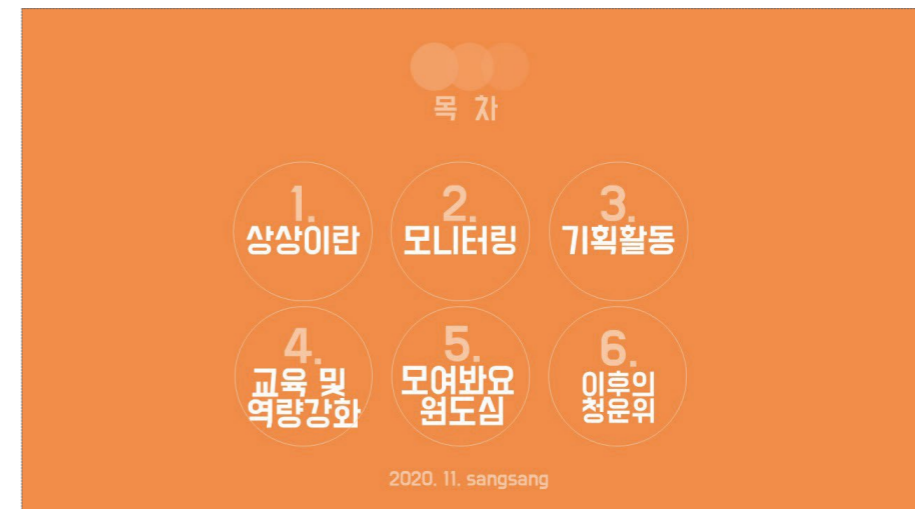 목 차
1.
상상이란
2.
모니터링
3.
기획활동
4.
교육 및
역량강화
5.
모여봐요
원도심
6.
이후의
청운위
2020. 11. sangsang